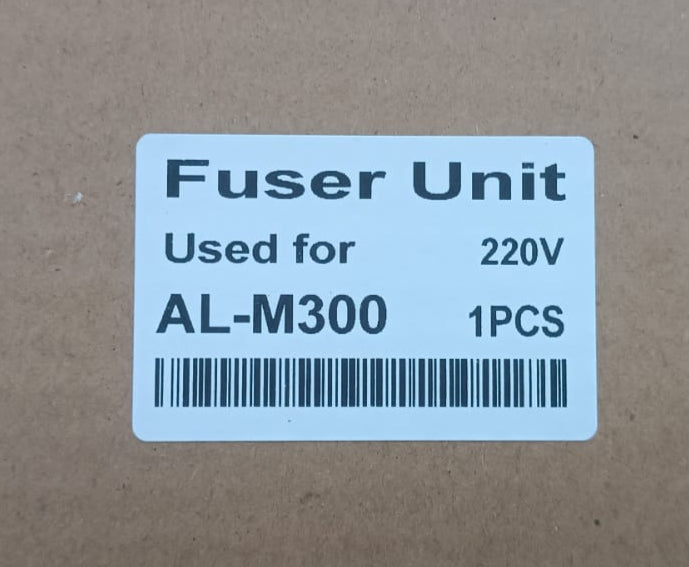 Fuser Unit
Used for 220V
AL-M300 1PCS